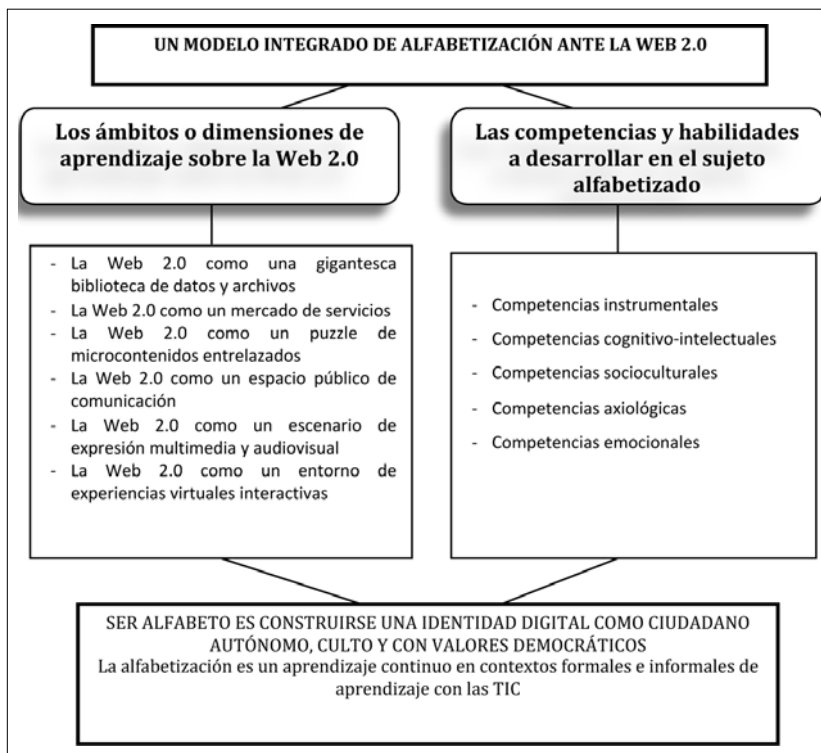 UN MODELO INTEGRADO DE ALFABETIZACIÓN ANTE LA WEB 2.0
Los ámbitos o dimensiones de
aprendizaje sobre la Web 2.0
- La Web 2.0 como una gigantesca
biblioteca de datos y archivos
- La Web 2.0 como un mercado de servicios
- La Web 2.0 como un puzzle de
microcontenidos entrelazados
- La Web 2.0 como un espacio público de
comunicación
- La Web 2.0 como un escenario de
expresión multimedia y audiovisual
- La Web 2.0 como un entorno de
experiencias virtuales interactivas
Las competencias y habilidades
a desarrollar en el sujeto
alfabetizado
- Competencias instrumentales
- Competencias cognitivo-intelectuales
- Competencias socioculturales
- Competencias axiológicas
- Competencias emocionales
SER ALFABETO ES CONSTRUIRSE UNA IDENTIDAD DIGITAL COMO CIUDADANO
AUTÓNOMO, CULTO Y CON VALORES DEMOCRÁTICOS
La alfabetización es un aprendizaje continuo en contextos formales e informales de
aprendizaje con las TIC